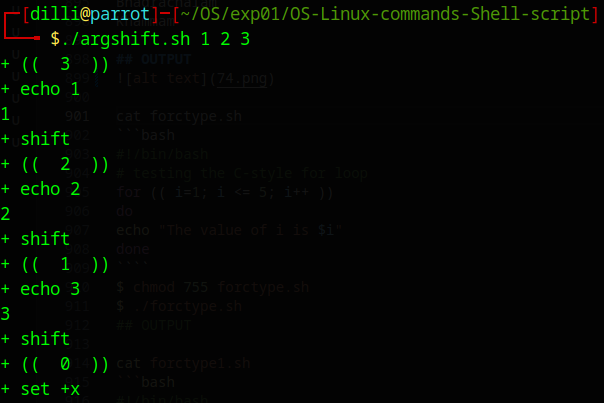 [dilli@parrot]-[~/OS/exp01/OS-Linux-commands-Shell-script]
$./argshift.sh 1 2 3
+ ((  3  ))
+ echo 1
1
+ shift
+ ((  2  ))
+ echo 2
2
+ shift
+ ((  1  ))
+ echo 3
3
+ shift
+ ((  0  ))
+ set +x
## OUTPUT
![alt text](74.png)
901
cat forctype.sh
```bash
#!/bin/bash
# testing the C-style for loop
for (( i=1; i <= 5; i++ ))
906
do
echo "The value of i is $i"
done
$ chmod 755 forctype.sh
$ ./forctype.sh
912
## OUTPUT
cat forctype1.sh
```bash
#!/bin/bash